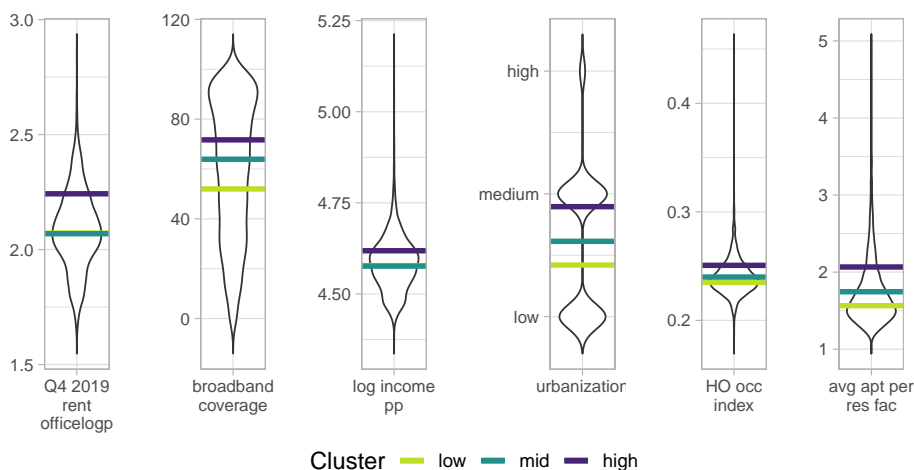 3.0
2.5
2.0
1.5
Q4 2019
rent
officelogp
120
80
40
0
broadband
coverage
5.25
5.00
4.75
4.50
log income
pp
high
medium
low
urbanization
0.4
0.3
0.2
HO occ
index
5
4
3
2
1
avg apt per
res fac
Cluster low mid high